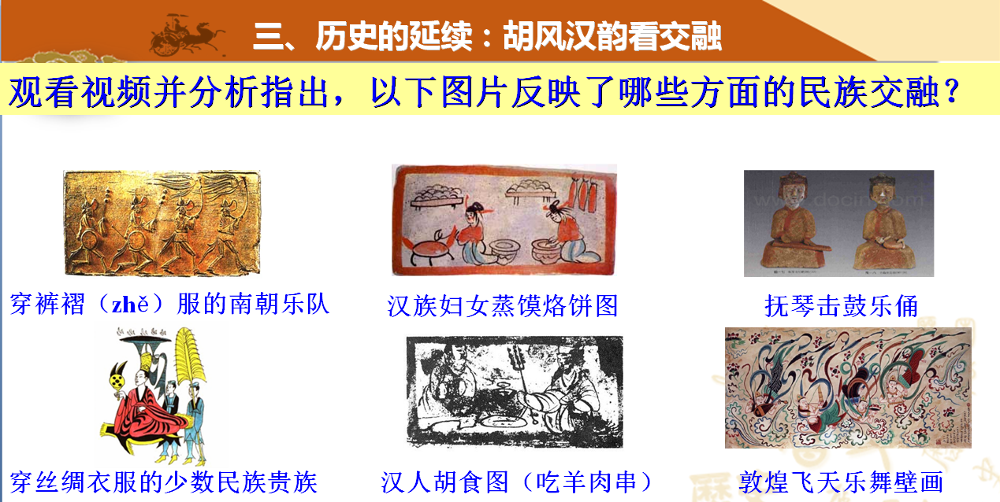 三、历史的延续：胡风汉韵看交融
观看视频并分析指出，以下图片反映了哪些方面的民族交融？
穿裤褶（zhě）服的南朝乐队
汉族妇女蒸馍烙饼图
抚琴击鼓乐俑
穿丝绸衣服的少数民族贵族
汉人胡食图（吃羊肉串）
敦煌飞天乐舞壁画
www.docin.com